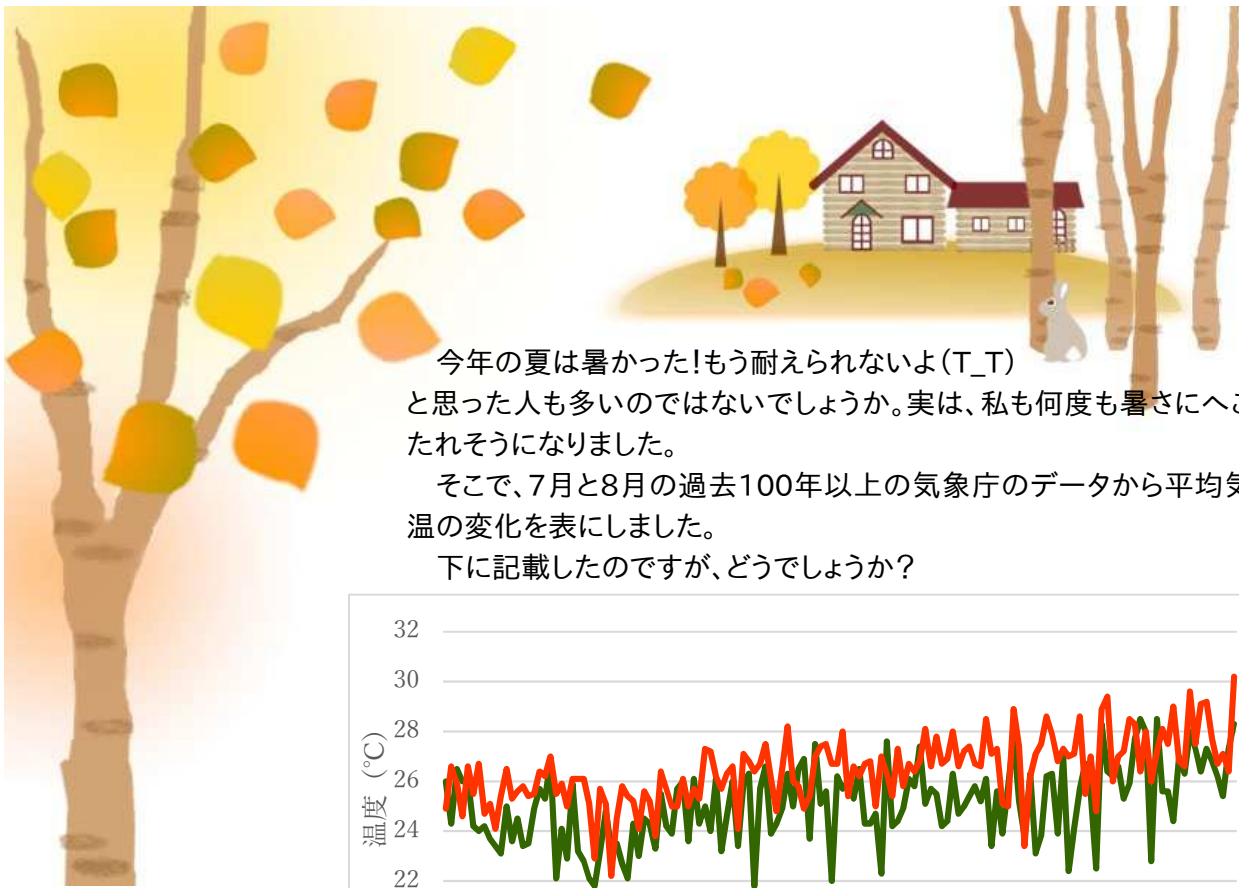 今年の夏は暑かった!もう耐えられないよ(T_T)
と思った人も多いのではないでしょうか。実は、私も何度も暑さにへこ
たれそうになりました。
そこで、7月と8月の過去100年以上の気象庁のデータから平均気
温の変化を表にしました。
下に記載したのですが、どうでしょうか?
32
30
28
26
24
22
温度 (℃)